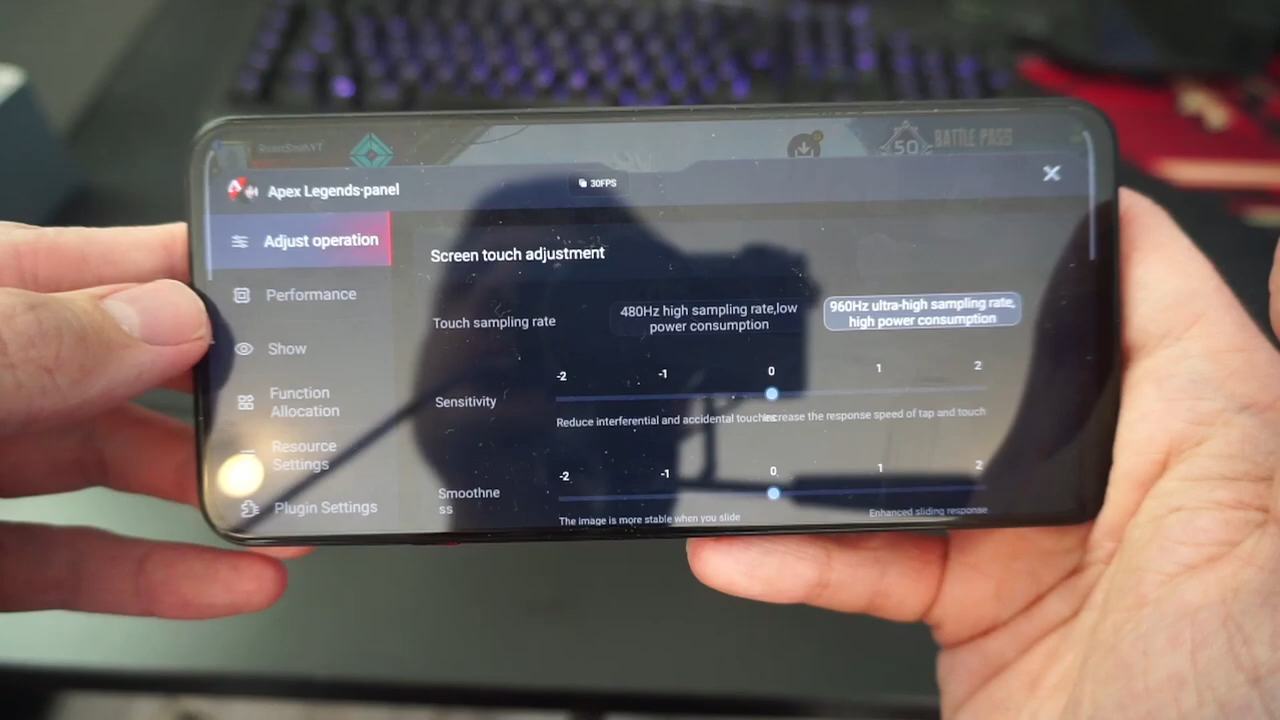 50 BATTLE PASS
Apex Legends-panel
30FPS
Adjust operation
Performance
Show
Function
Allocation
Resource
Settings
Plugin Settings
Screen touch adjustment
Touch sampling rate
480Hz high sampling rate,low
power consumption
960Hz ultra-high sampling rate,
high power consumption
-2 -1 0 1 2
Sensitivity
Reduce interferential and accidental touches
increase the response speed of tap and touch
-2 -1 0 1 2
Smoothne
ss
The image is more stable when you slide
Enhanced sliding response